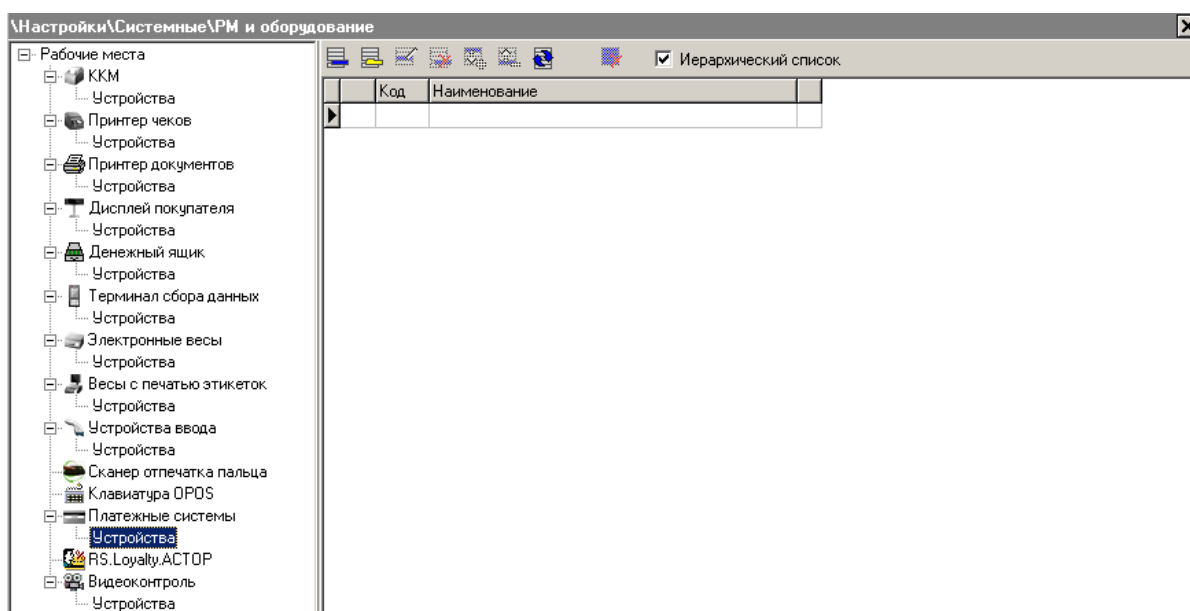 \Настройки\Системные\РМ и оборудование
Рабочие места
ККМ
Устройства
Принтер чеков
Устройства
Принтер документов
Устройства
Дисплей покупателя
Устройства
Денежный ящик
Устройства
Терминал сбора данных
Устройства
Электронные весы
Устройства
Весы с печатью этикеток
Устройства
Устройства ввода
Устройства
Сканер отпечатка пальца
Клавиатура OPOS
Платежные системы
Устройства
RS.Loyalty.АСТОР
Видеоконтроль
Устройства
Иерархический список
Код Наименование